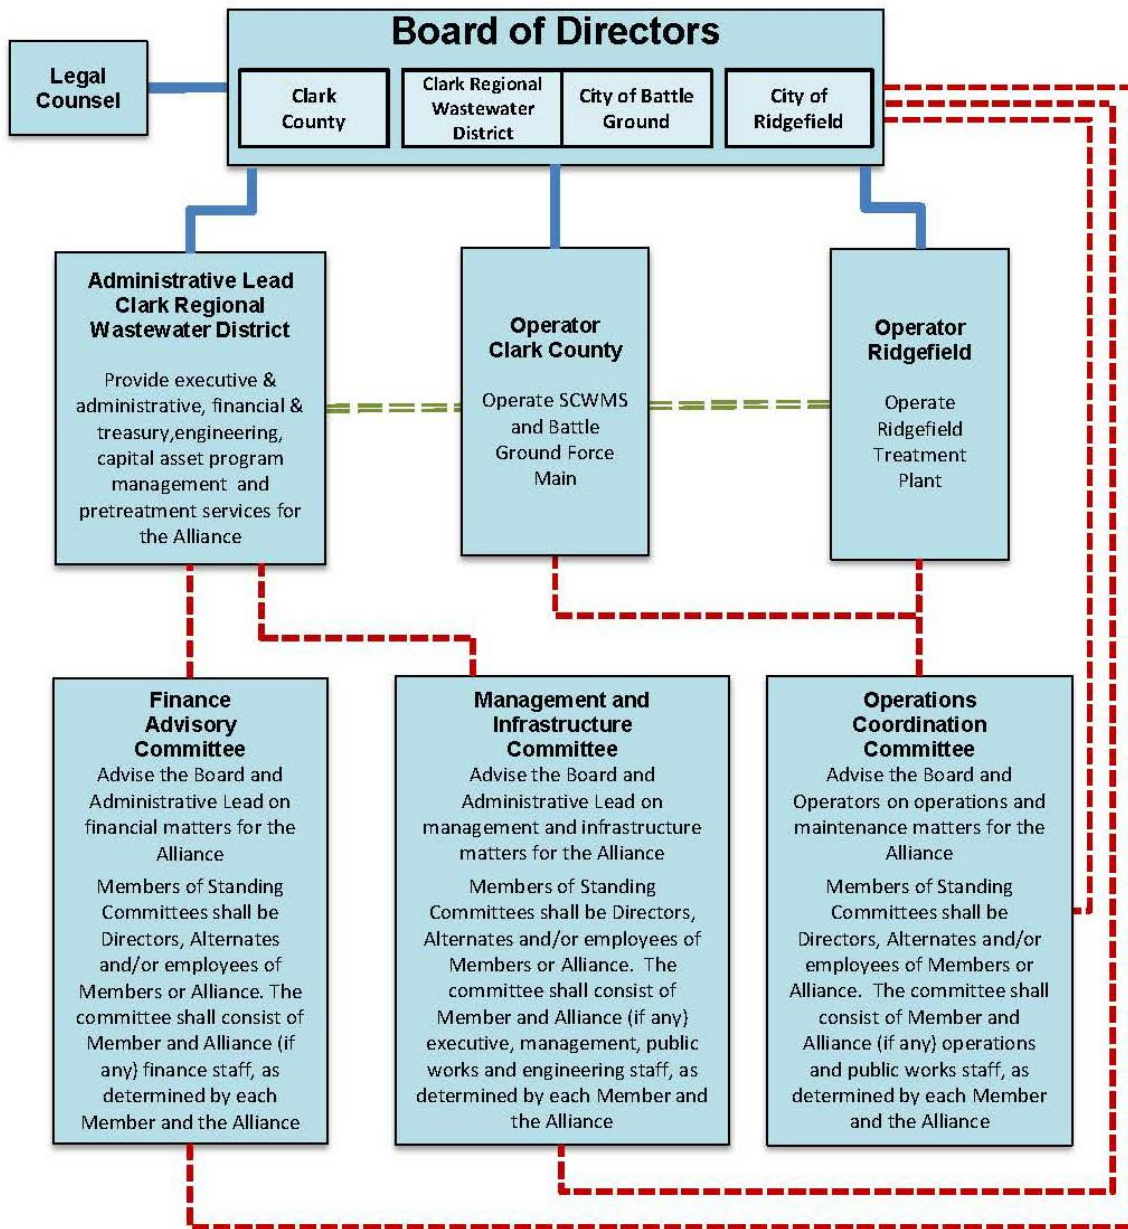 Board of Directors
Legal
Counsel
Clark
County
Clark Regional
Wastewater
District
City of Battle
Ground
City of
Ridgefield
Administrative Lead
Clark Regional
Wastewater District
Provide executive &
administrative, financial &
treasury,engineering,
capital asset program
management and
pretreatment services for
the Alliance
Operator
Clark County
Operate SCWMS
and Battle
Ground Force
Main
Operator
Ridgefield
Operate
Ridgefield
Treatment
Plant
Finance
Advisory
Committee
Advise the Board and
Administrative Lead on
financial matters for the
Alliance
Members of Standing
Committees shall be
Directors, Alternates
and/or employees of
Members or Alliance. The
committee shall consist of
Member and Alliance (if
any) finance staff, as
determined by each
Member and the Alliance
Management and
Infrastructure
Committee
Advise the Board and
Administrative Lead on
management and infrastructure
matters for the Alliance
Members of Standing
Committees shall be Directors,
Alternates and/or employees of
Members or Alliance. The
committee shall consist of
Member and Alliance (if any)
executive, management, public
works and engineering staff, as
determined by each Member and
the Alliance
Operations
Coordination
Committee
Advise the Board and
Operators on operations and
maintenance matters for the
Alliance
Members of Standing
Committees shall be
Directors, Alternates and/or
employees of Members or
Alliance. The committee shall
consist of Member and
Alliance (if any) operations
and public works staff, as
determined by each Member
and the Alliance